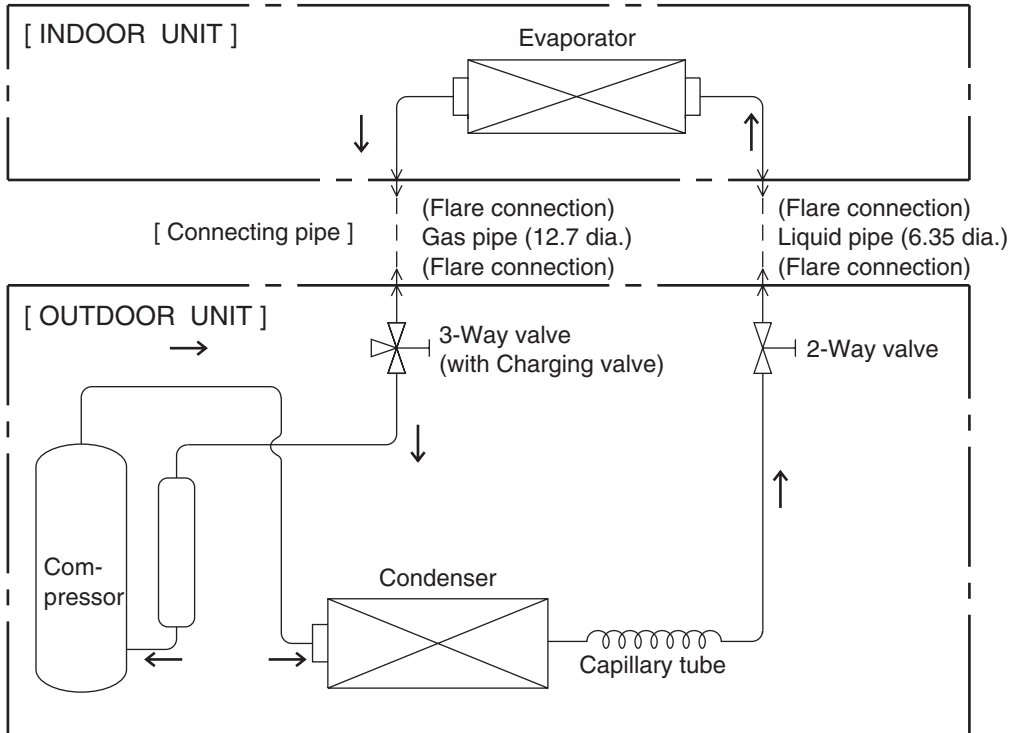 [ INDOOR UNIT ]
Evaporator
(Flare connection)
Gas pipe (12.7 dia.)
(Flare connection)
(Flare connection)
Liquid pipe (6.35 dia.)
(Flare connection)
[ Connecting pipe ]
[ OUTDOOR UNIT ]
3-Way valve
(with Charging valve)
2-Way valve
Com-
pressor
Condenser
Capillary tube